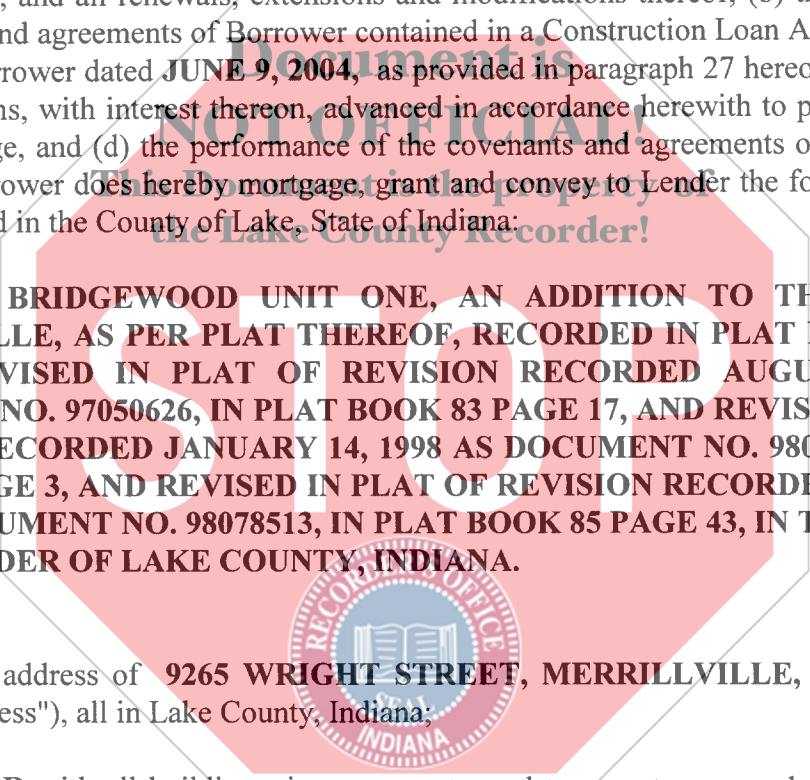 and all renewals, extensions and modifications thereof, (b)
nd agreements of Borrower contained in a Construction Loan A
Document is
rrower dated JUNE 9, 2004, as provided in paragraph 27 hereo
ns, with interest thereon, advanced in accordance herewith to p
NOT OFFICIAL!
ge, and (d) the performance of the covenants and agreements o
This Document is the property of
rower does hereby mortgage, grant and convey to Lender the fo
d in the County of Lake, State of Indiana:
the Lake County Recorder!
BRIDGEWOOD UNIT ONE, AN ADDITION TO TH
LLE, AS PER PLAT THEREOF, RECORDED IN PLAT
VISED IN PLAT OF REVISION RECORDED AUGU
NO. 97050626, IN PLAT BOOK 83 PAGE 17, AND REVIS
ECORDED JANUARY 14, 1998 AS DOCUMENT NO. 980
GE 3, AND REVISED IN PLAT OF REVISION RECORDE
UMENT NO. 98078513, IN PLAT BOOK 85 PAGE 43, IN T
DER OF LAKE COUNTY, INDIANA.
STOP
RECORDER'S OFFICE
address of 9265 WRIGHT STREET, MERRILLVILLE,
ess"), all in Lake County, Indiana;
SEAL
INDIANA